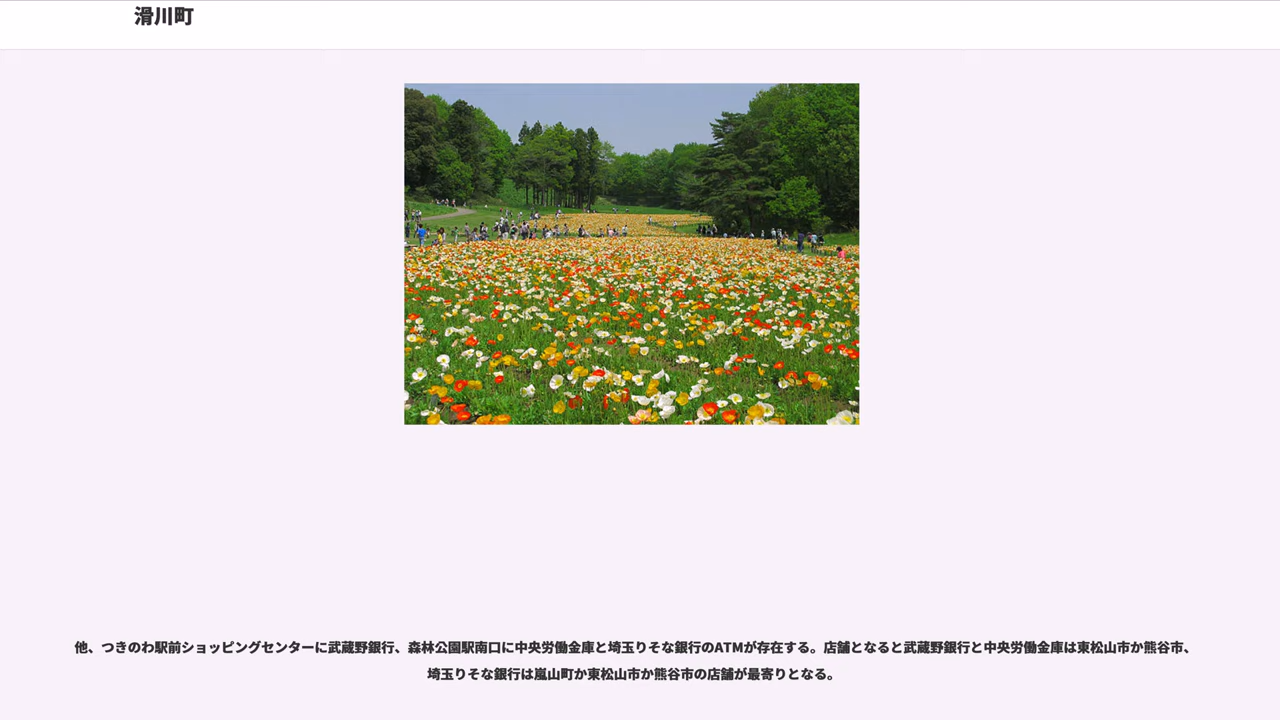 滑川町
他、つきのわ駅前ショッピングセンターに武蔵野銀行、森林公園駅南口に中央労働金庫と埼玉りそな銀行のATMが存在する。店舗となると武蔵野銀行と中央労働金庫は東松山市か熊谷市、
埼玉りそな銀行は嵐山町か東松山市か熊谷市の店舗が最寄りとなる。